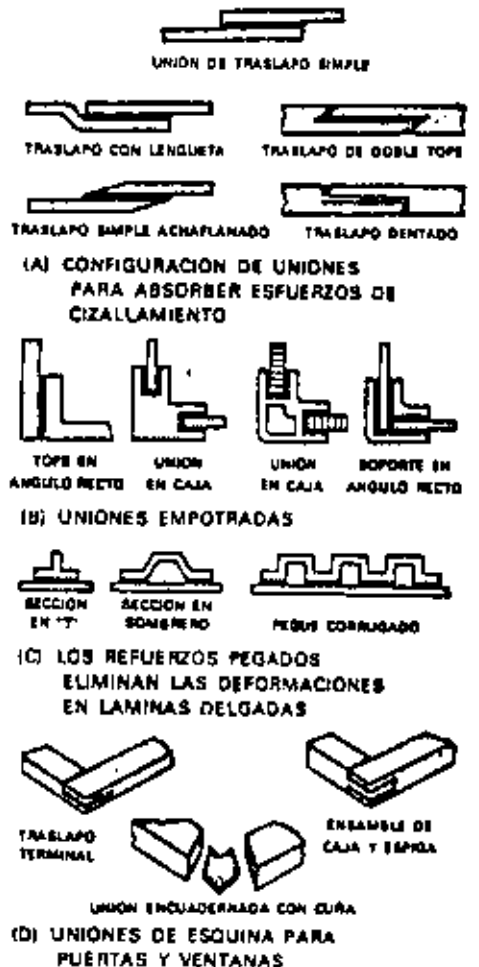 UNION DE TRASLAPO SIMPLE
TRASLAPO CON LENGUETA
TRASLAPO DE DOBLE TOPE
TRASLAPO SIMPLE ACHAFLANADO
TRASLAPO DENTADO
(A) CONFIGURACION DE UNIONES
PARA ABSORBER ESFUERZOS DE
CIZALLAMIENTO
TOPE EN
ANGULO RECTO
UNION
EN CAJA
UNION
EN CAJA
SOPORTE EN
ANGULO RECTO
(B) UNIONES EMPOTRADAS
SECCION
EN "T"
SECCION EN
SOMBRERO
CORRUGADO
(C) LOS REFUERZOS PEGADOS
ELIMINAN LAS DEFORMACIONES
EN LAMINAS DELGADAS
TRASLAPO
TERMINAL
ENSAMBLE DE
CAJA Y ESPIGA
UNION ENCUADERNADA CON CUÑA
(D) UNIONES DE ESQUINA PARA
PUERTAS Y VENTANAS